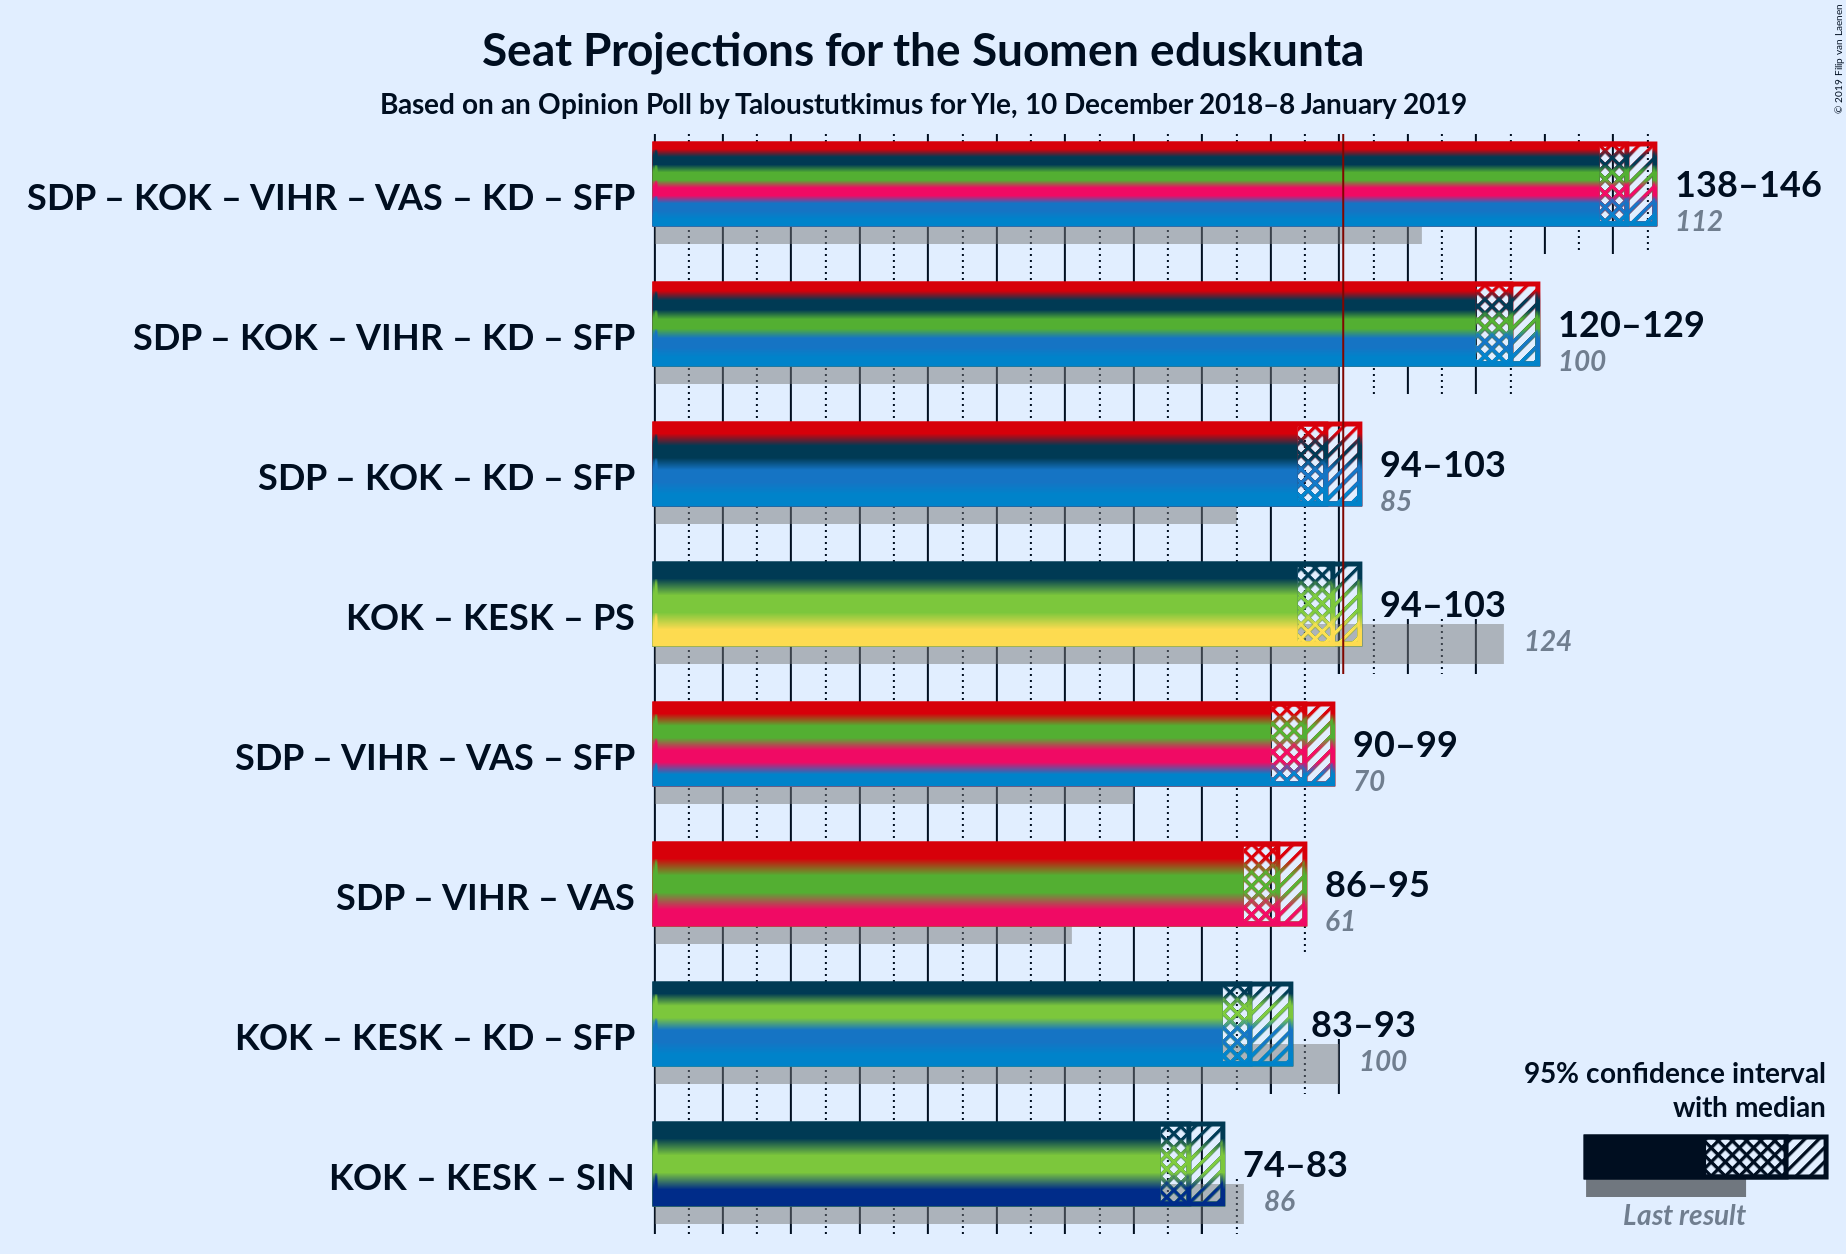 Seat Projections for the Suomen eduskunta
Based on an Opinion Poll by Taloustutkimus for Yle, 10 December 2018–8 January 2019
© 2019 Filip van Laenen
SDP – KOK – VIHR – VAS – KD – SFP
138–146
112
SDP – KOK – VIHR – KD – SFP
120–129
100
SDP – KOK – KD – SFP
94–103
85
KOK – KESK – PS
94–103
124
SDP – VIHR – VAS – SFP
90–99
70
SDP – VIHR – VAS
86–95
61
KOK – KESK – KD – SFP
83–93
100
KOK – KESK – SIN
74–83
86
95% confidence interval
with median
Last result